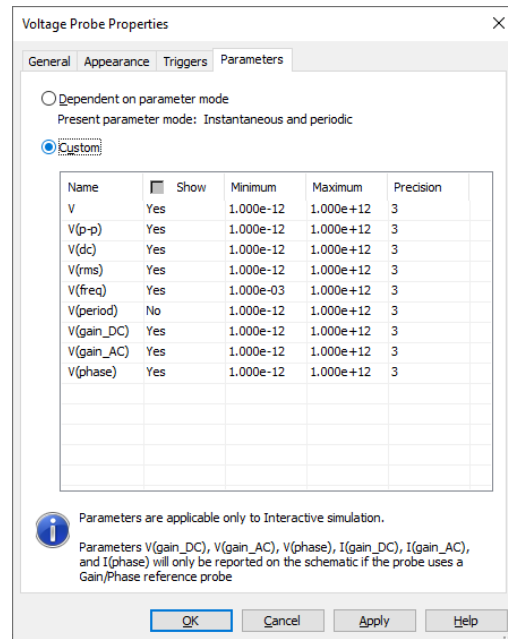 Voltage Probe Properties
General Appearance Triggers Parameters
Dependent on parameter mode
Present parameter mode: Instantaneous and periodic
Custom
Name Show Minimum Maximum Precision
V Yes 1.000e-12 1.000e+12 3
V(p-p) Yes 1.000e-12 1.000e+12 3
V(dc) Yes 1.000e-12 1.000e+12 3
V(rms) Yes 1.000e-12 1.000e+12 3
V(freq) Yes 1.000e-03 1.000e+12 3
V(period) No 1.000e-12 1.000e+12 3
V(gain_DC) Yes 1.000e-12 1.000e+12 3
V(gain_AC) Yes 1.000e-12 1.000e+12 3
V(phase) Yes 1.000e-12 1.000e+12 3
Parameters are applicable only to Interactive simulation.
Parameters V(gain_DC), V(gain_AC), V(phase), I(gain_DC), I(gain_AC),
and I(phase) will only be reported on the schematic if the probe uses a
Gain/Phase reference probe
OK Cancel Apply Help